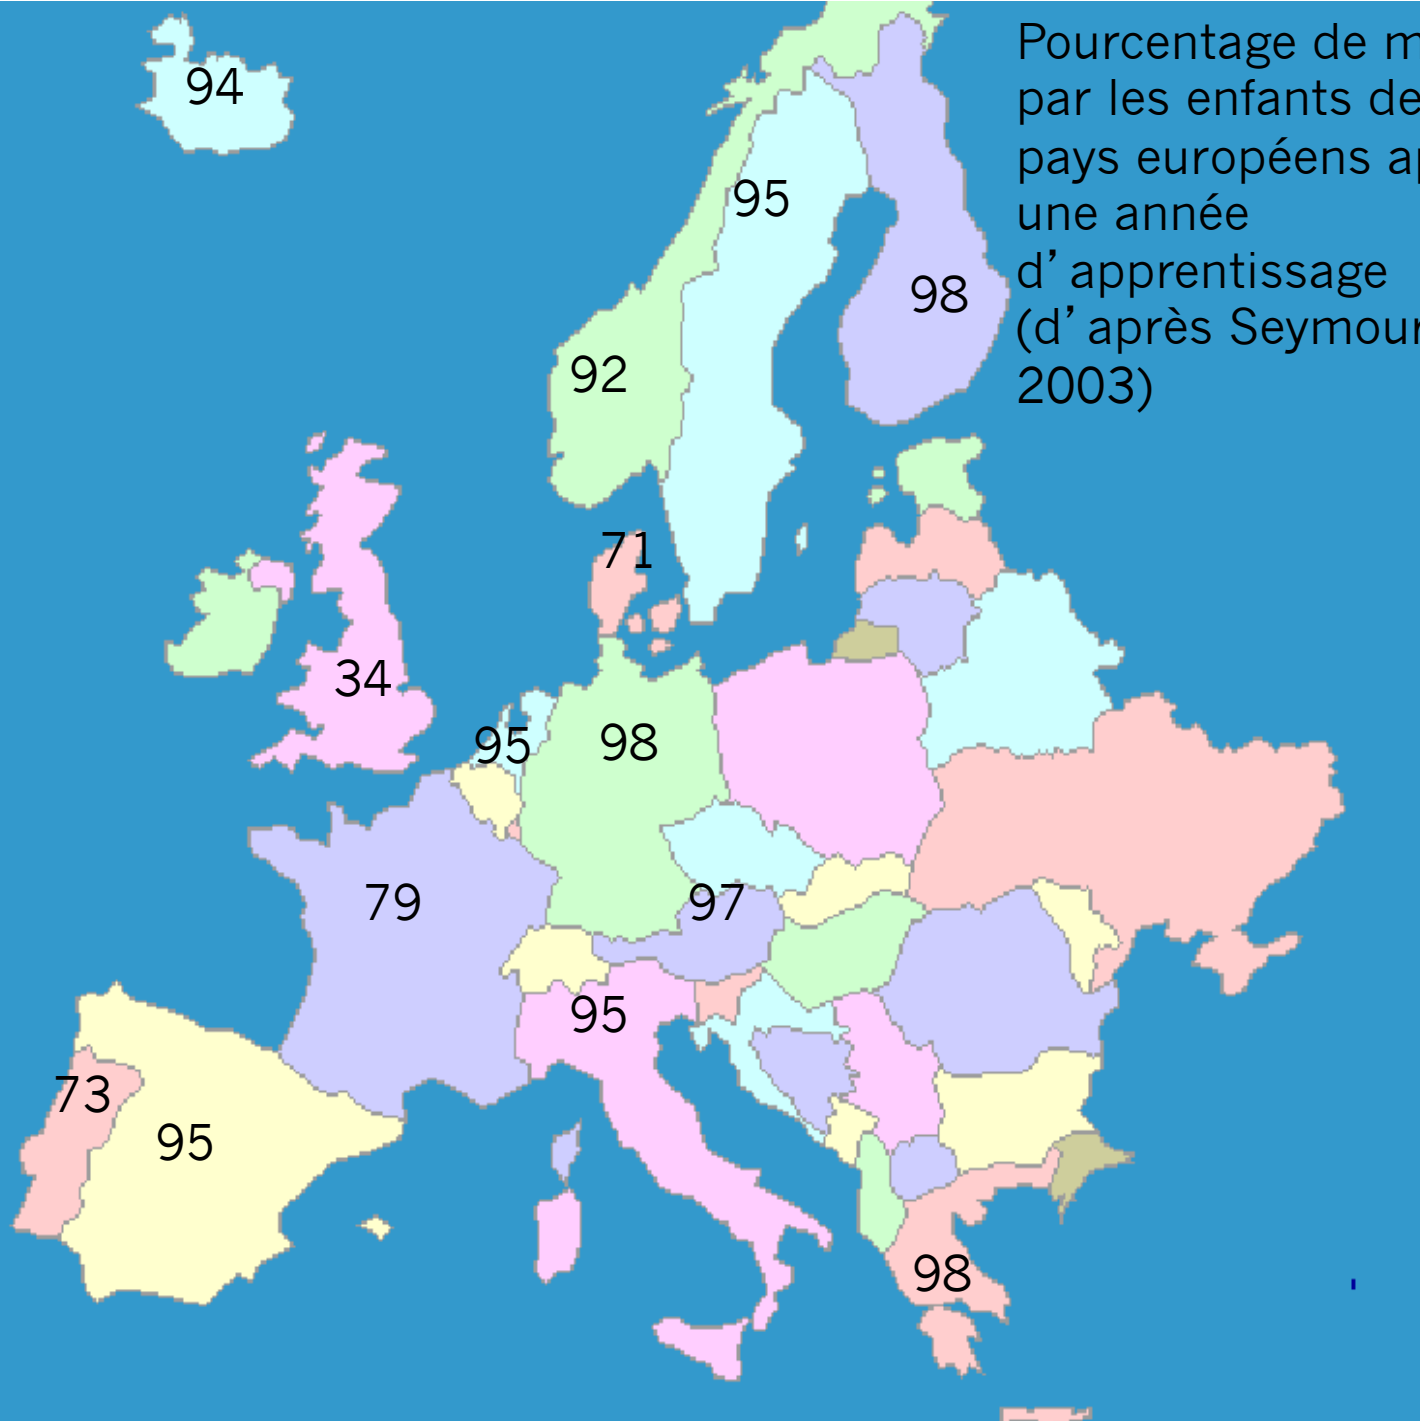 Pourcentage de m
par les enfants de
pays européens ap
une année
d’apprentissage
(d’après Seymour
2003)
94
95
98
92
71
34
95
98
79
97
95
73
95
98